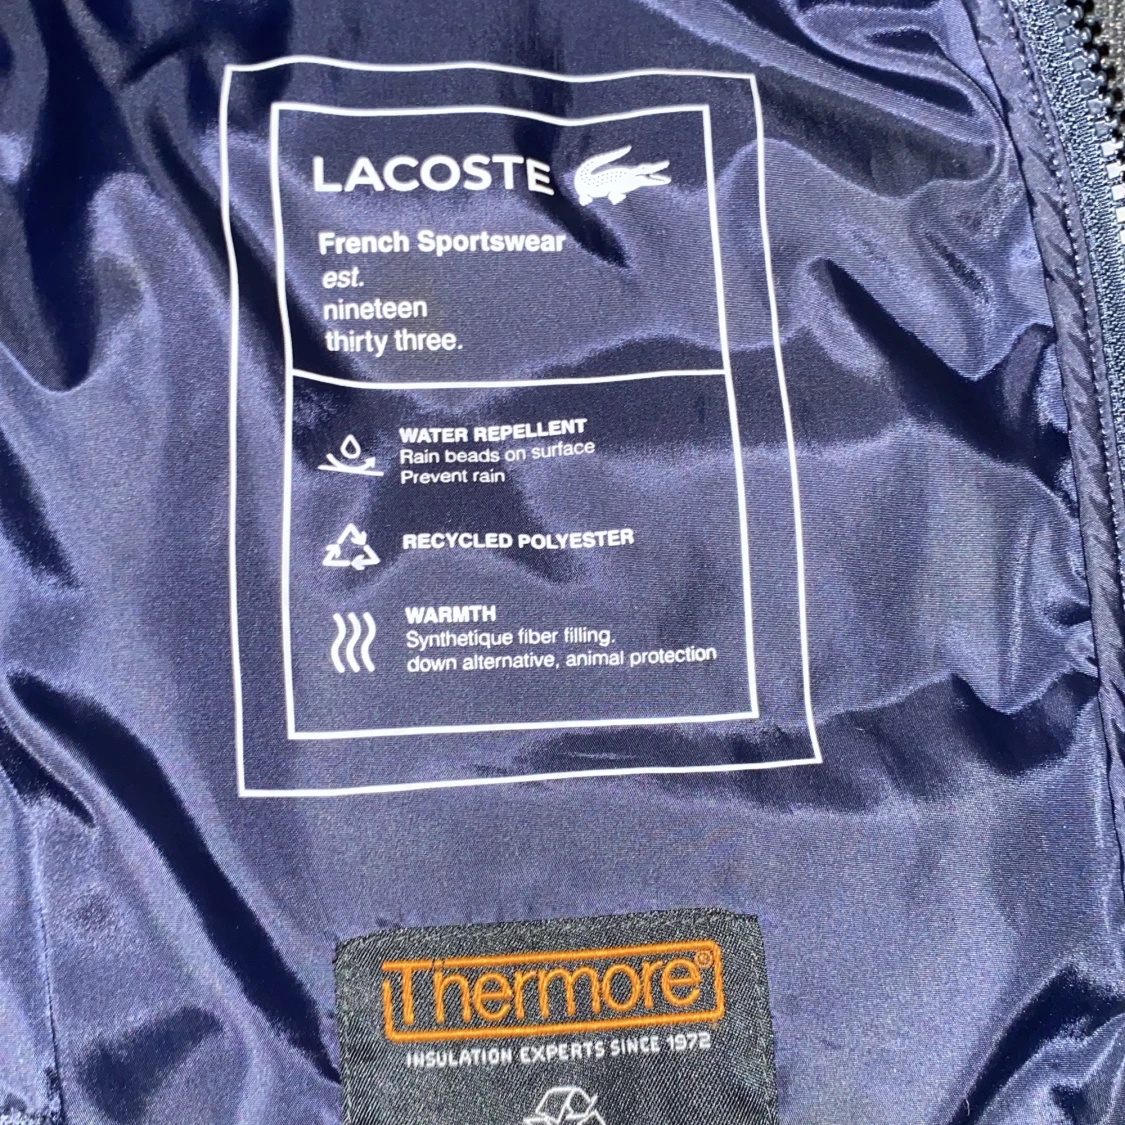 LACOSTE
French Sportswear
est.
nineteen
thirty three.
WATER REPELLENT
Rain beads on surface
Prevent rain
RECYCLED POLYESTER
WARMTH
Synthetique fiber filling.
down alternative, animal protection
Thermore®
INSULATION EXPERTS SINCE 1972